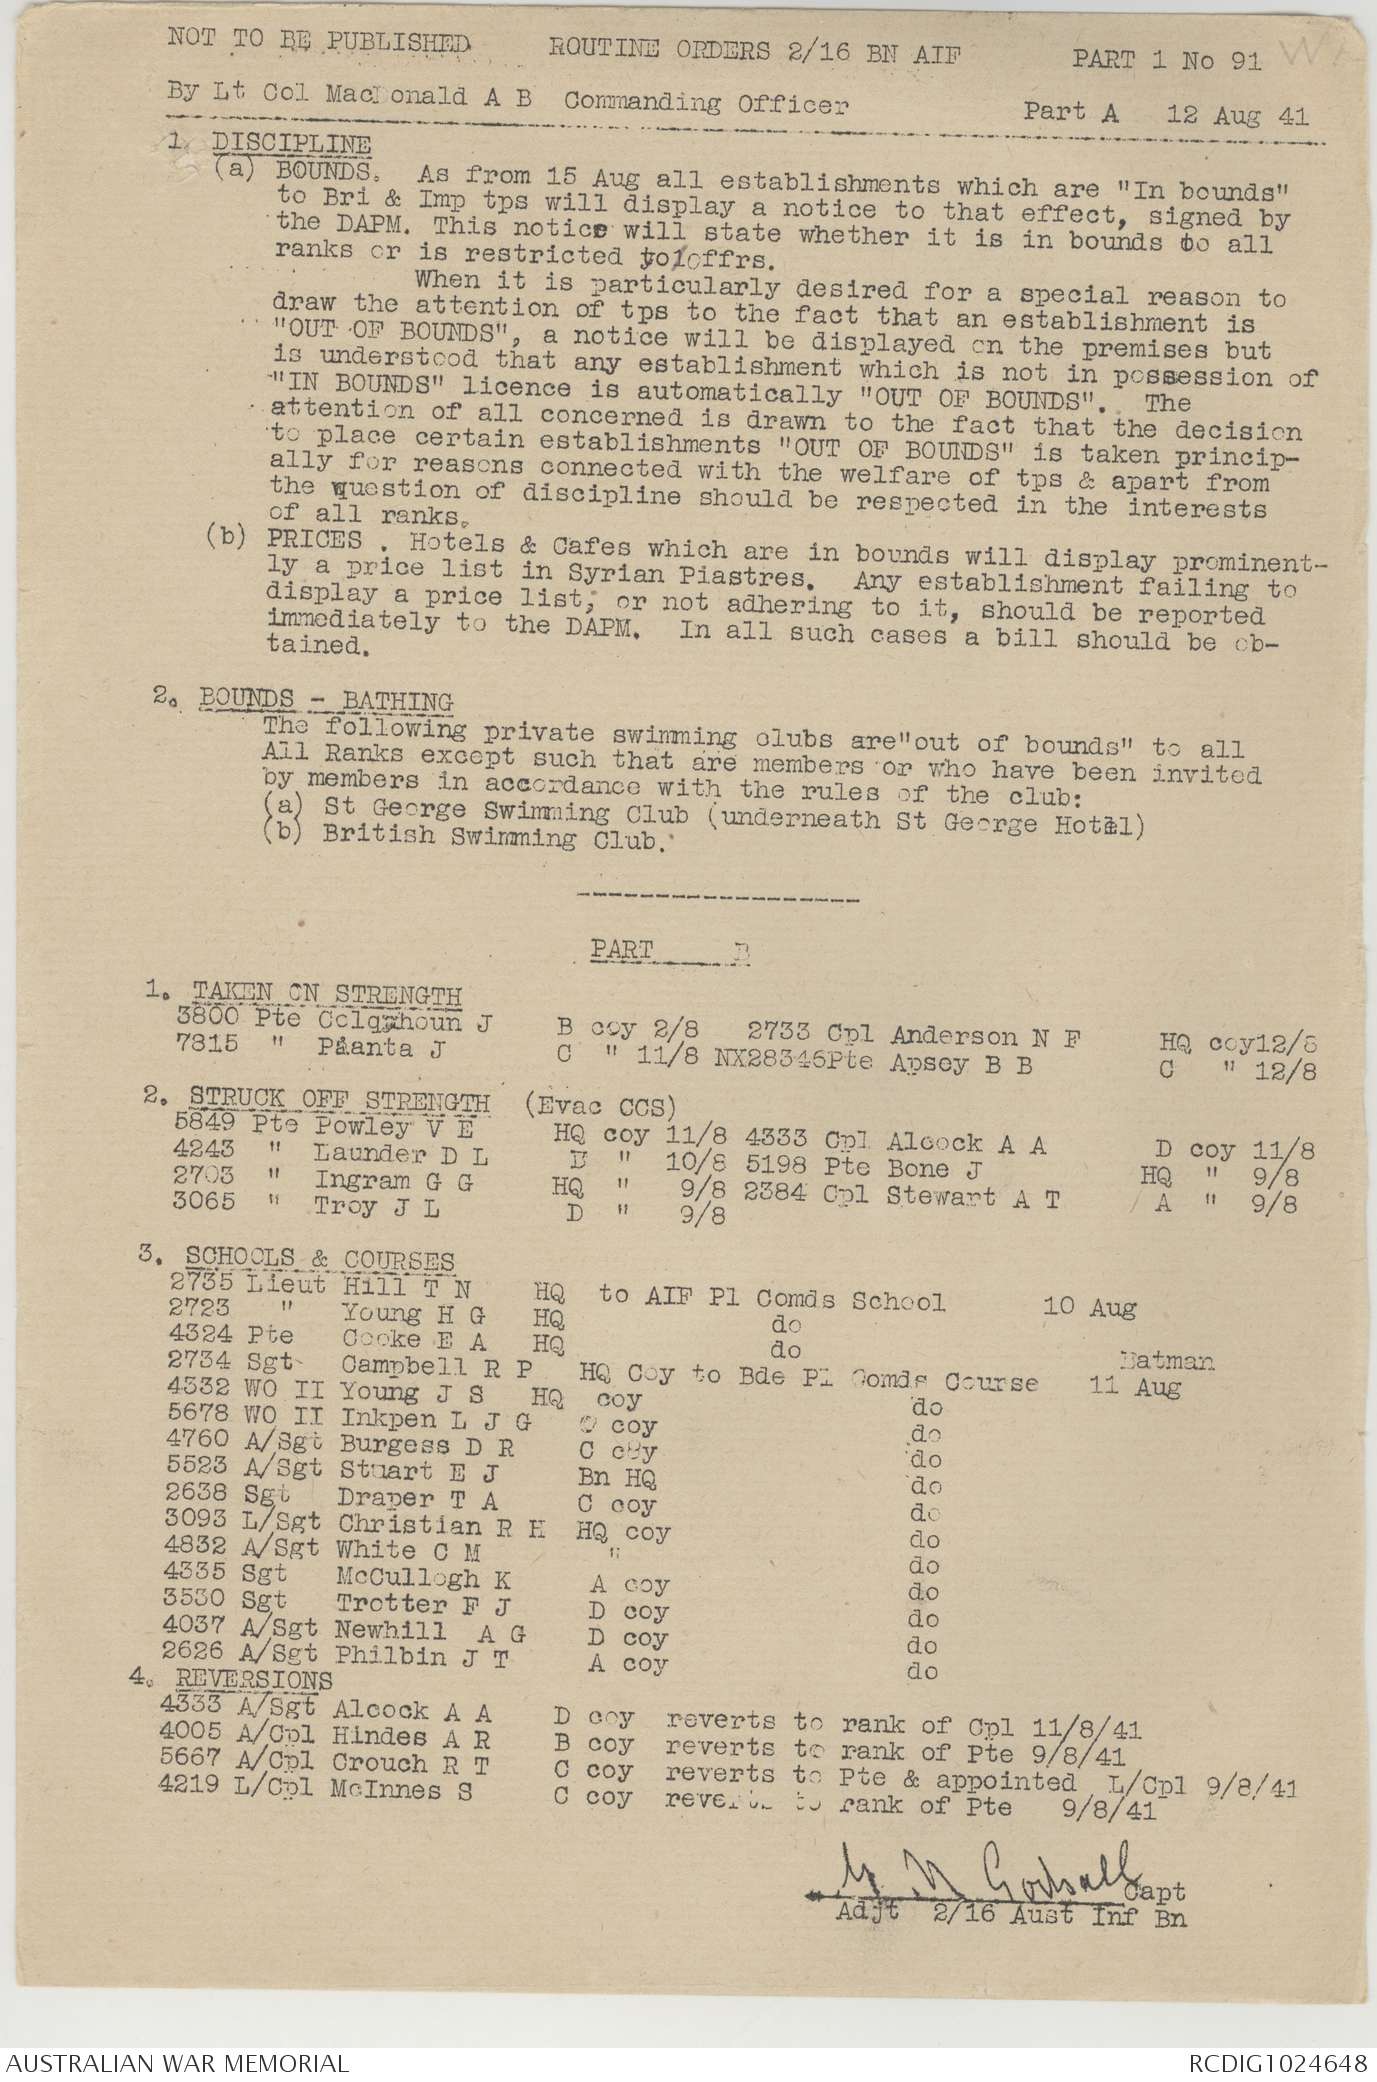 NOT TO BE PUBLISHED ROUTINE ORDERS 2/16 BN AIF PART 1 No 91
By Lt Col MacDonald A B Commanding Officer Part A 12 Aug 41
1 DISCIPLINE
(a) BOUNDS. As from 15 Aug all establishments which are "In bounds"
to Bri & Imp tps will display a notice to that effect, signed by
the DAPM. This notice will state whether it is in bounds to all
ranks or is restricted to offrs.
When it is particularly desired for a special reason to
draw the attention of tps to the fact that an establishment is
"OUT OF BOUNDS", a notice will be displayed on the premises but
is understood that any establishment which is not in possession of
"IN BOUNDS" licence is automatically "OUT OF BOUNDS". The
attention of all concerned is drawn to the fact that the decision
to place certain establishments "OUT OF BOUNDS" is taken princip-
ally for reasons connected with the welfare of tps & apart from
the question of discipline should be respected in the interests
of all ranks.
(b) PRICES . Hotels & Cafes which are in bounds will display prominent-
ly a price list in Syrian Piastres. Any establishment failing to
display a price list, or not adhering to it, should be reported
immediately to the DAPM. In all such cases a bill should be ob-
tained.
2. BOUNDS - BATHING
The following private swimming clubs are "out of bounds" to all
All Ranks except such that are members or who have been invited
by members in accordance with the rules of the club:
(a) St George Swimming Club (underneath St George Hotel)
(b) British Swimming Club.
PART B
1. TAKEN ON STRENGTH
3800 Pte Colquhoun J B coy 2/8 2733 Cpl Anderson N F HQ coy 12/8
7815 " Pianta J C " 11/8 NX28346 Pte Apsey B B C " 12/8
2. STRUCK OFF STRENGTH (Evac CCS)
5849 Pte Powley V E HQ coy 11/8 4333 Cpl Alcock A A D coy 11/8
4243 " Launder D L B " 10/8 5198 Pte Bone J HQ " 9/8
2703 " Ingram G G HQ " 9/8 2384 Cpl Stewart A T A " 9/8
3065 " Troy J L D " 9/8
3. SCHOOLS & COURSES
2735 Lieut Hill T N HQ to AIF Pl Comds School 10 Aug
2723 " Young H G HQ do
4324 Pte Cooke E A HQ do Batman
2734 Sgt Campbell R P HQ Coy to Bde Pl Comds Course 11 Aug
4332 WO II Young J S HQ coy do
5678 WO II Inkpen L J G coy do
4760 A/Sgt Burgess D R C coy do
5523 A/Sgt Stuart E J Bn HQ do
2638 Sgt Draper T A C coy do
3093 L/Sgt Christian R H HQ coy do
4832 A/Sgt White C M " do
4335 Sgt McCullogh K A coy do
3530 Sgt Trotter F J D coy do
4037 A/Sgt Newhill A G D coy do
2626 A/Sgt Philbin J T A coy do
4. REVERSIONS
4333 A/Sgt Alcock A A D coy reverts to rank of Cpl 11/8/41
4005 A/Cpl Hindes A R B coy reverts to rank of Pte 9/8/41
5667 A/Cpl Crouch R T C coy reverts to Pte & appointed L/Cpl 9/8/41
4219 L/Cpl McInnes S C coy reverts to rank of Pte 9/8/41
Capt
Adjt 2/16 Aust Inf Bn
AUSTRALIAN WAR MEMORIAL RCDIG1024648